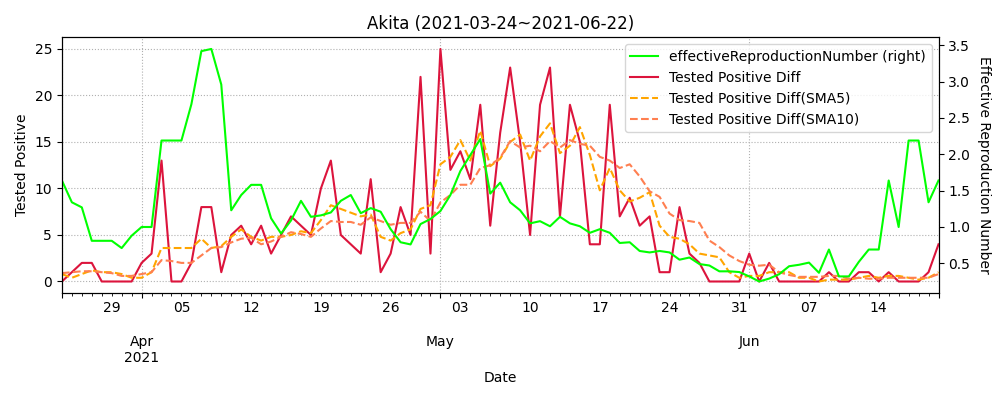 Akita (2021-03-24~2021-06-22)
effectiveReproductionNumber (right)
Tested Positive Diff
Tested Positive Diff(SMA5)
Tested Positive Diff(SMA10)
Tested Positive
25
20
15
10
5
0
3.5
3.0
2.5
2.0
1.5
1.0
0.5
Effective Reproduction Number
29 05 12 19 26 03 10 17 24 31 07 14
Apr May Jun
2021
Date